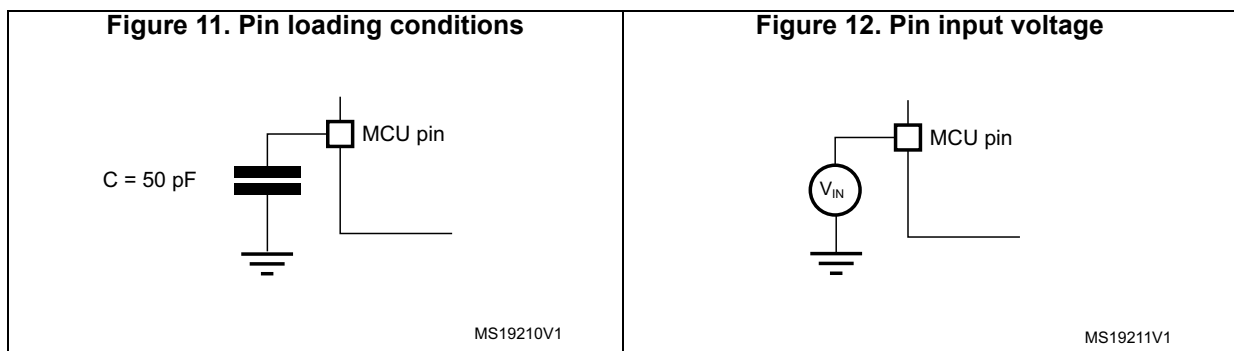 Figure 11. Pin loading conditions
MCU pin
C = 50 pF
MS19210V1
Figure 12. Pin input voltage
MCU pin
VIN
MS19211V1